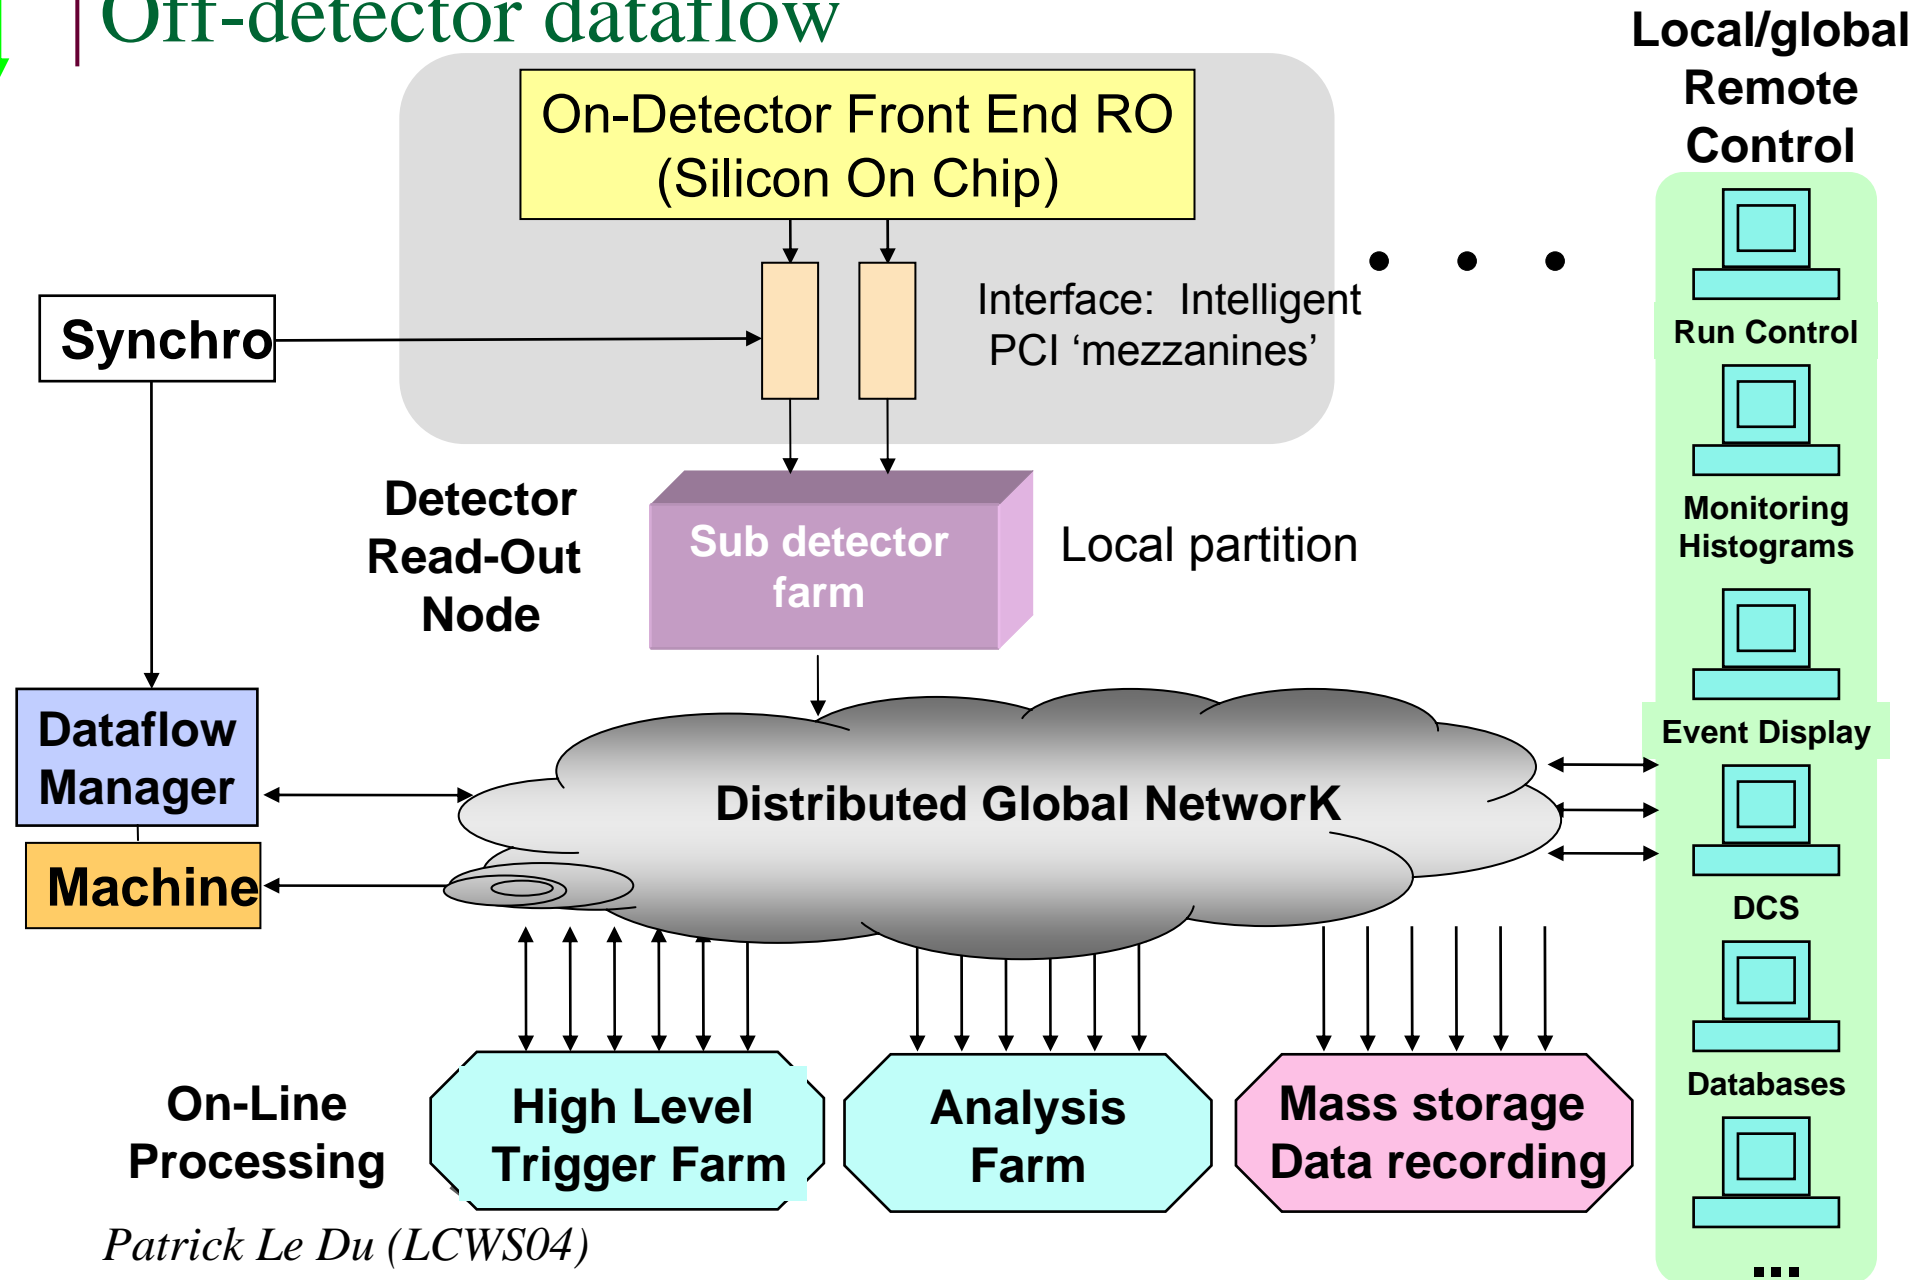 Off-detector dataflow
Local/global
Remote
Control
On-Detector Front End RO
(Silicon On Chip)
Interface: Intelligent
PCI ‘mezzanines’
• • •
Synchro
Run Control
Monitoring
Histograms
Detector
Read-Out
Node
Sub detector
farm
Local partition
Event Display
Dataflow
Manager
Distributed Global NetworK
Machine
DCS
Databases
On-Line
Processing
High Level
Trigger Farm
Analysis
Farm
Mass storage
Data recording
Patrick Le Du (LCWS04)
...